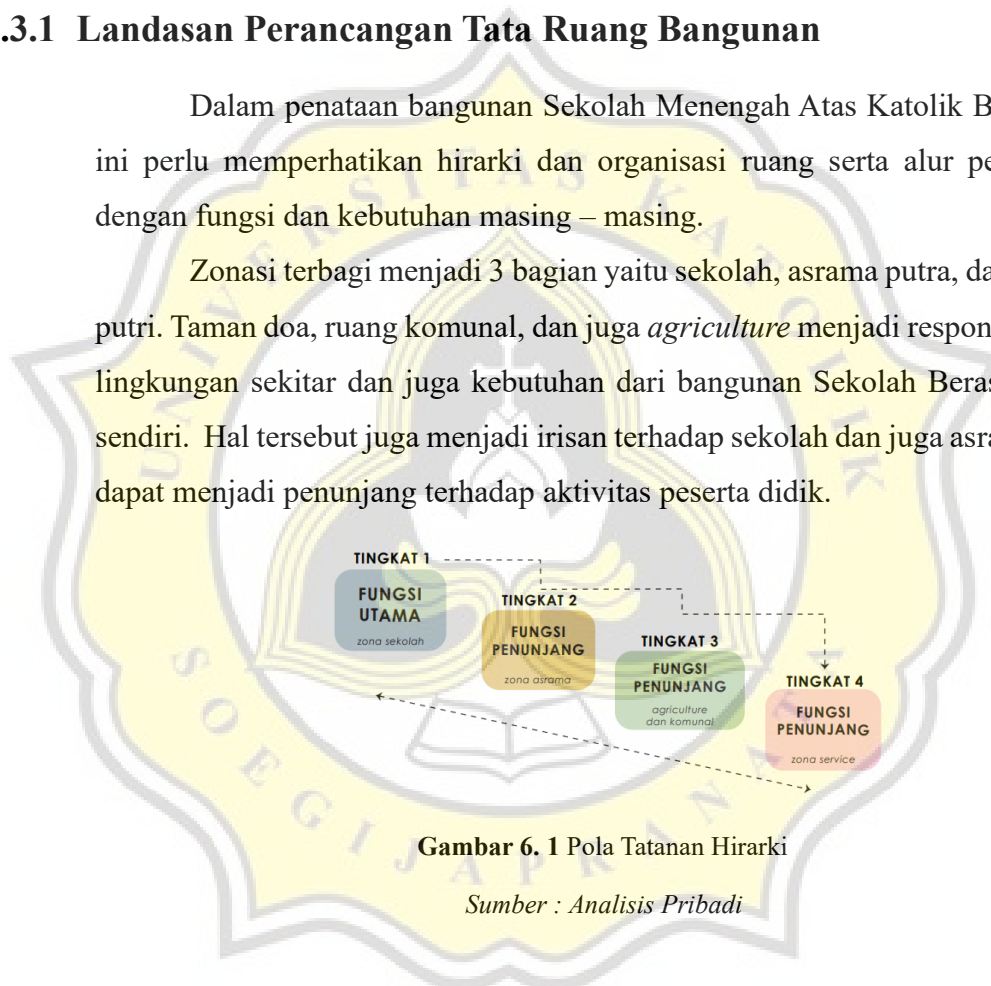 .3.1 Landasan Perancangan Tata Ruang Bangunan
Dalam penataan bangunan Sekolah Menengah Atas Katolik B
ini perlu memperhatikan hirarki dan organisasi ruang serta alur pe
dengan fungsi dan kebutuhan masing – masing.
Zonasi terbagi menjadi 3 bagian yaitu sekolah, asrama putra, da
putri. Taman doa, ruang komunal, dan juga agriculture menjadi respon
lingkungan sekitar dan juga kebutuhan dari bangunan Sekolah Beras
sendiri. Hal tersebut juga menjadi irisan terhadap sekolah dan juga asra
dapat menjadi penunjang terhadap aktivitas peserta didik.
TINGKAT 1
FUNGSI
UTAMA
zona sekolah
TINGKAT 2
FUNGSI
PENUNJANG
zona asrama
TINGKAT 3
FUNGSI
PENUNJANG
agriculture
dan komunal
TINGKAT 4
FUNGSI
PENUNJANG
zona service
Gambar 6. 1 Pola Tatanan Hirarki
Sumber : Analisis Pribadi
UNIVERSITAS KATOLIK
SOEGIJAPRANATA